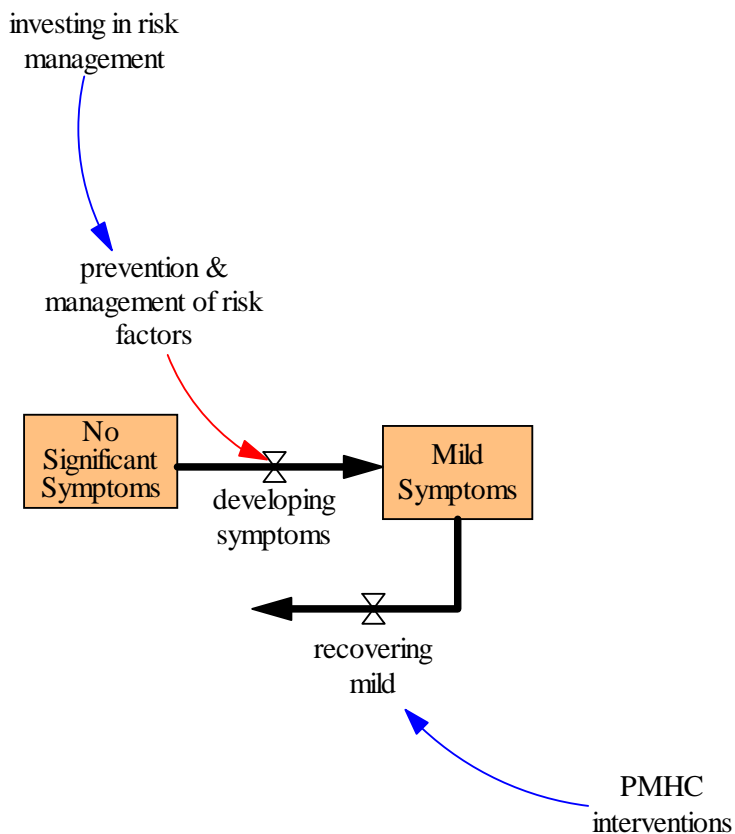 investing in risk
management
prevention &
management of risk
factors
No
Significant
Symptoms
Mild
Symptoms
developing
symptoms
recovering
mild
PMHC
interventions